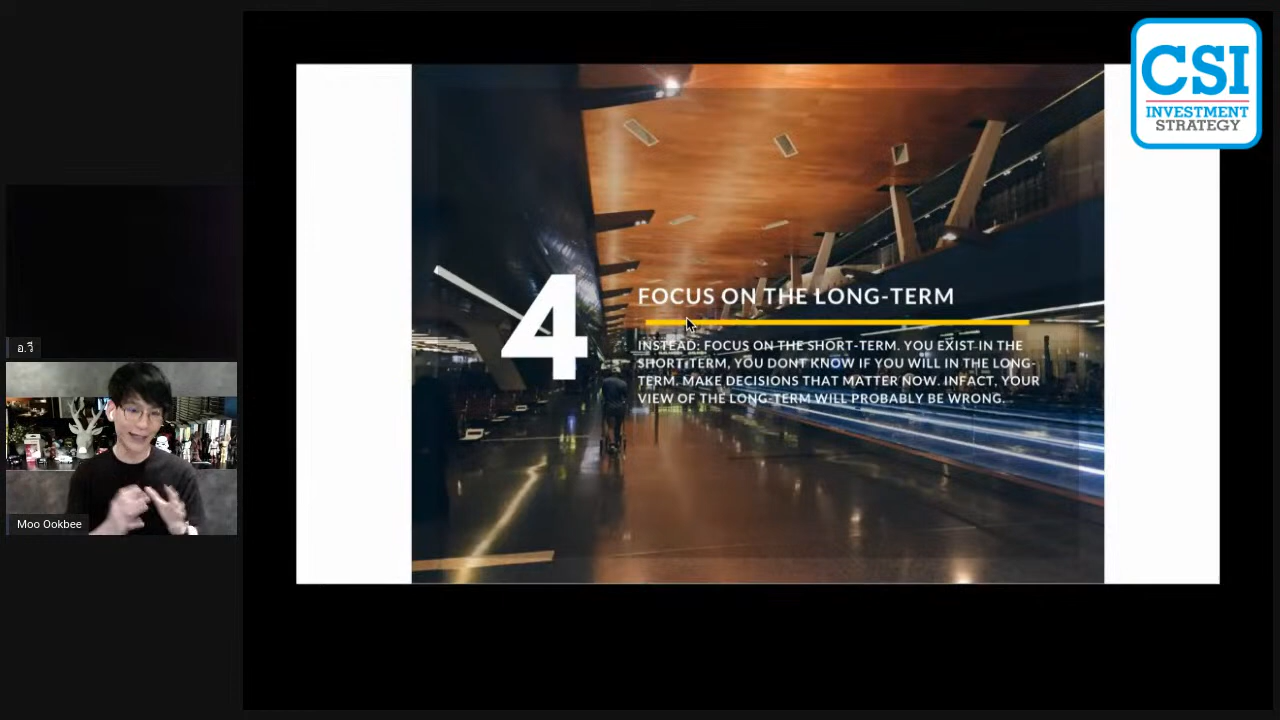 CSI
INVESTMENT
STRATEGY
4
FOCUS ON THE LONG-TERM
INSTEAD: FOCUS ON THE SHORT-TERM. YOU EXIST IN THE
SHORT-TERM, YOU DONT KNOW IF YOU WILL IN THE LONG-
TERM. MAKE DECISIONS THAT MATTER NOW. INFACT, YOUR
VIEW OF THE LONG-TERM WILL PROBABLY BE WRONG.
อ.วี
Moo Ookbee